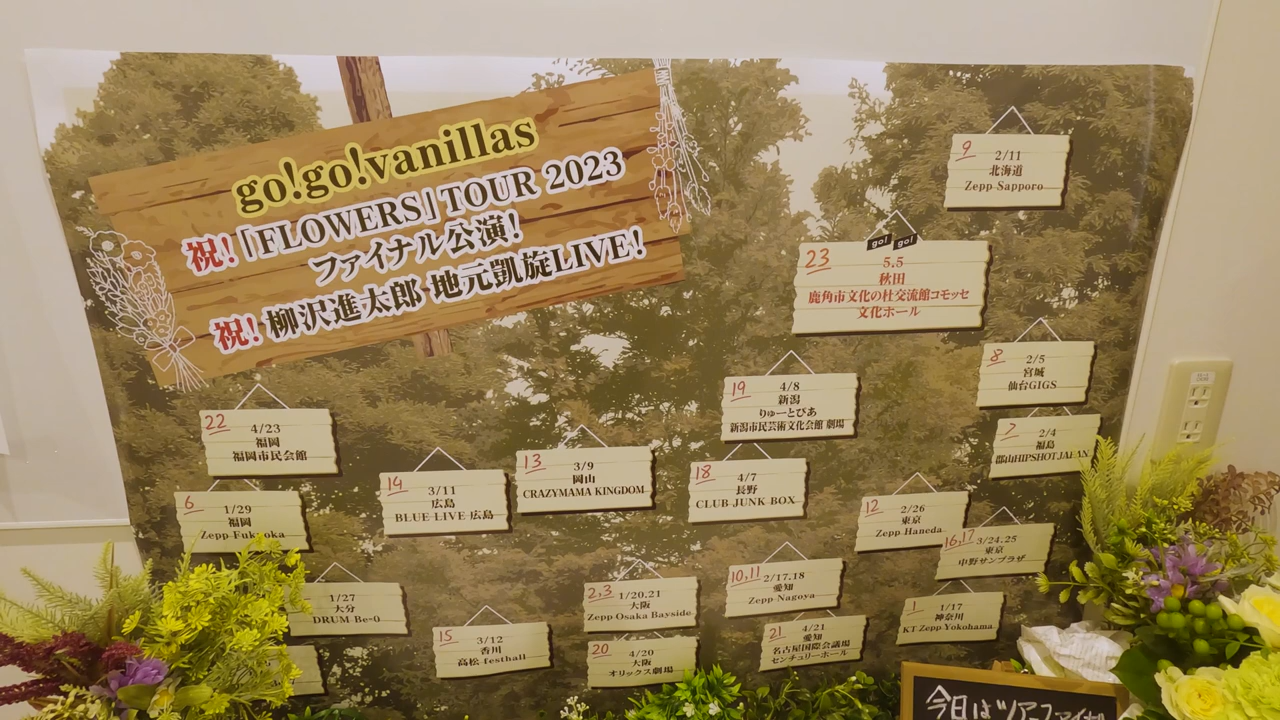 go!go!vanillas
祝!「FLOWERS」TOUR 2023
ファイナル公演!
祝!柳沢進太郎 地元凱旋LIVE!
9
2/11
北海道
Zepp Sapporo
go! go!
23
5.5
秋田
鹿角市文化の杜交流館コモッセ
文化ホール
8
2/5
宮城
仙台GIGS
19
4/8
新潟
りゅーとぴあ
新潟市民芸術文化会館 劇場
22
4/23
福岡
福岡市民会館
7
2/4
福島
郡山HIPSHOT JAPAN
13
3/9
岡山
CRAZYMAMA KINGDOM
18
4/7
長野
CLUB JUNK BOX
14
3/11
広島
BLUE LIVE 広島
6
1/29
福岡
Zepp Fukuoka
12
2/26
東京
Zepp Haneda
16,17
3/24.25
東京
中野サンプラザ
10,11
2/17.18
愛知
Zepp Nagoya
1/27
大分
DRUM Be-0
2,3
1/20.21
大阪
Zepp Osaka Bayside
1
1/17
神奈川
KT Zepp Yokohama
15
3/12
香川
高松 festhall
21
4/21
愛知
名古屋国際会議場
センチュリーホール
20
4/20
大阪
オリックス劇場
今日はツアーファイナル